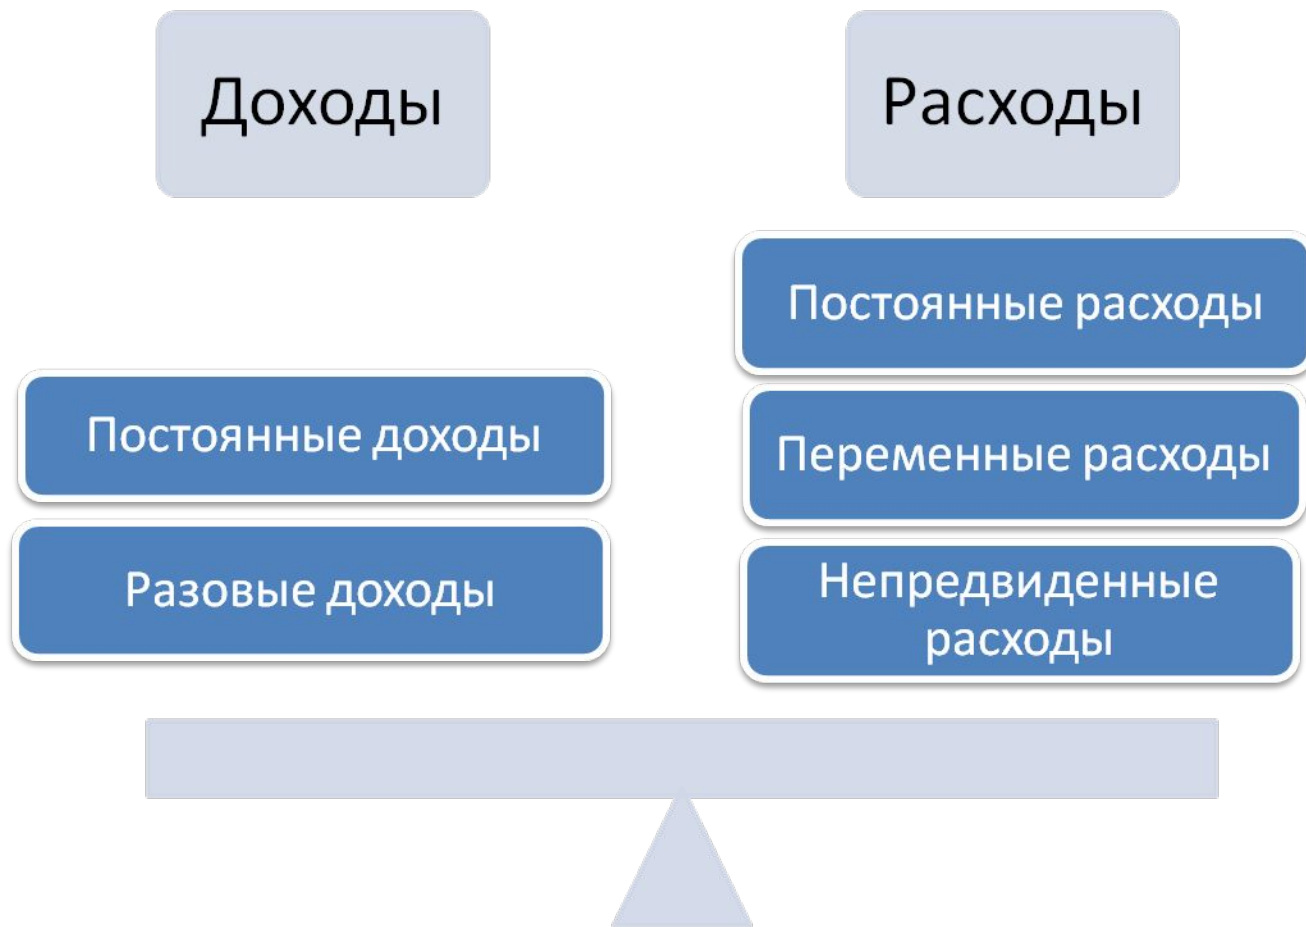 Доходы
Расходы
Постоянные доходы
Разовые доходы
Постоянные расходы
Переменные расходы
Непредвиденные
расходы